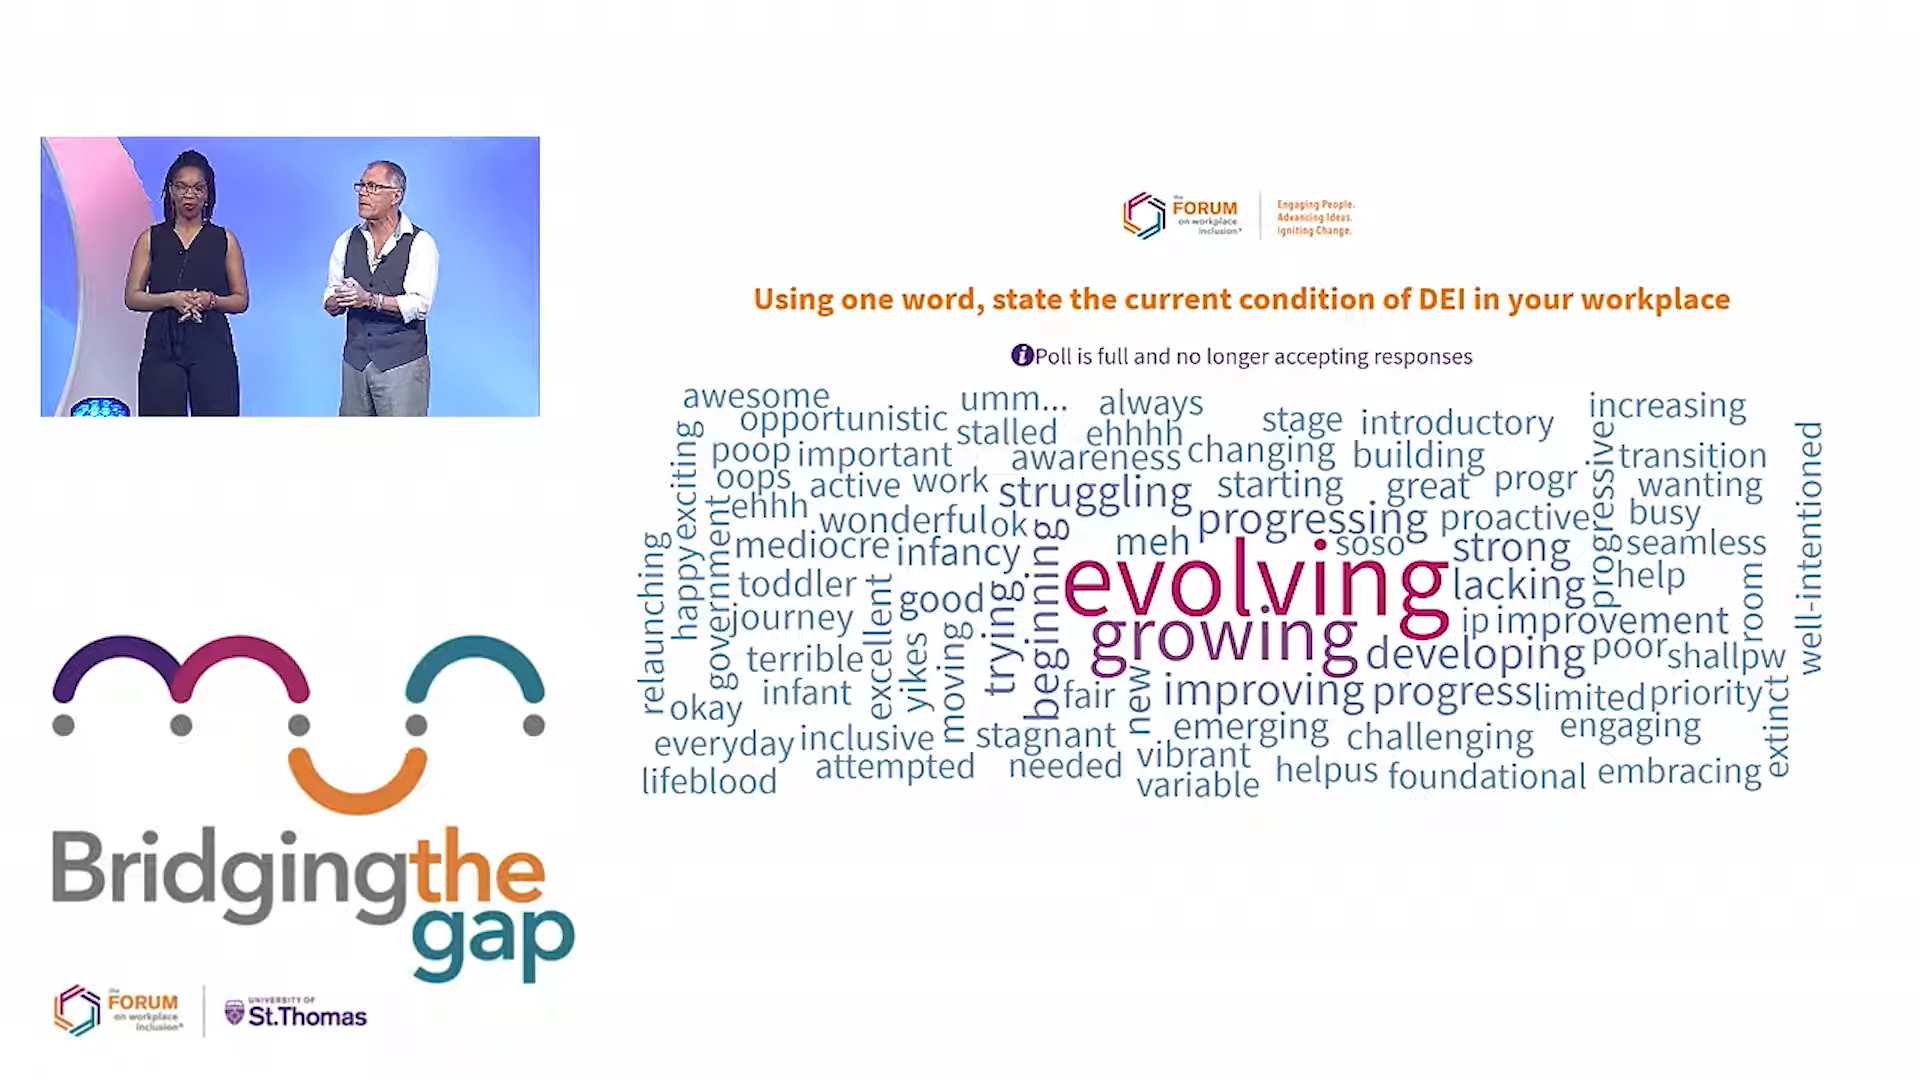 the
FORUM
on workplace
inclusion®
Engaging People.
Advancing Ideas.
Igniting Change.
Using one word, state the current condition of DEI in your workplace
Poll is full and no longer accepting responses
awesome
umm...
always
increasing
opportunistic
stalled
ehhhh
stage
introductory
poop
important
awareness
changing
building
transition
exciting
oops
active
work
struggling
starting
great
progr
progressive
wanting
well-intentioned
ehhh
wonderful
ok
progressing
proactive
busy
happy
government
mediocre
infancy
meh
soso
strong
seamless
relaunching
toddler
good
trying
beginning
evolving
lacking
help
room
journey
excellent
growing
ip
improvement
terrible
yikes
moving
developing
poor
shallpw
infant
fair
new
improving
progress
limited
priority
okay
emerging
challenging
engaging
extinct
everyday
inclusive
stagnant
vibrant
lifeblood
attempted
needed
variable
helpus
foundational
embracing
Bridgingthe
gap
the
FORUM
on workplace
inclusion®
UNIVERSITY OF
St.Thomas